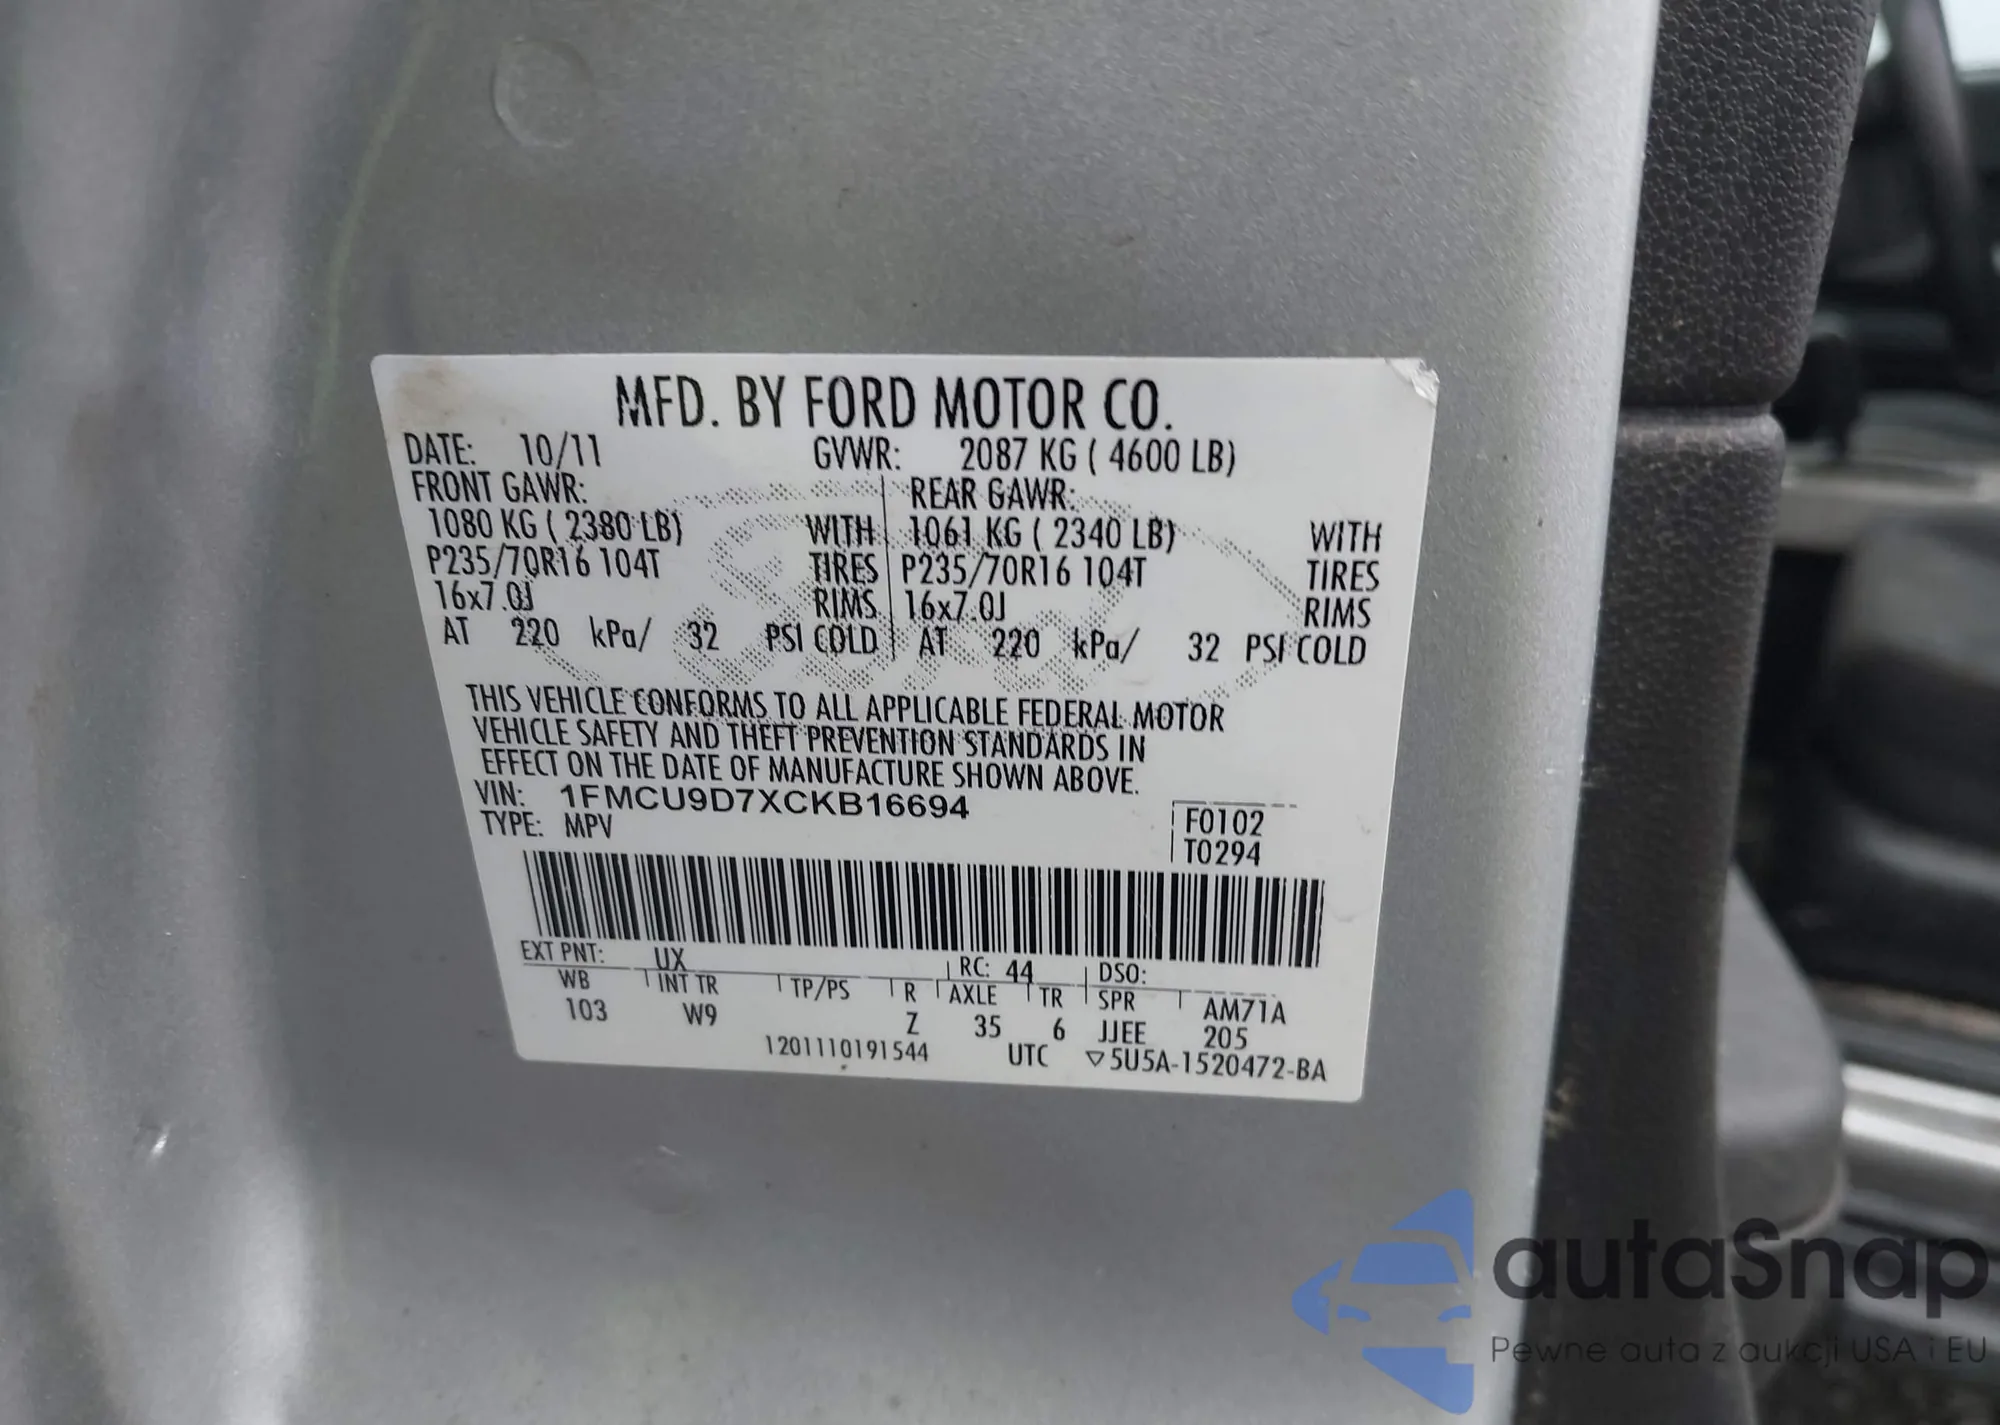 MFD. BY FORD MOTOR CO.
DATE: 10/11 GVWR: 2087 KG ( 4600 LB)
FRONT GAWR: REAR GAWR:
1080 KG ( 2380 LB) WITH 1061 KG ( 2340 LB) WITH
P235/70R16 104T TIRES P235/70R16 104T TIRES
16x7.0J RIMS 16x7.0J RIMS
AT 220 kPa/ 32 PSI COLD AT 220 kPa/ 32 PSI COLD
THIS VEHICLE CONFORMS TO ALL APPLICABLE FEDERAL MOTOR
VEHICLE SAFETY AND THEFT PREVENTION STANDARDS IN
EFFECT ON THE DATE OF MANUFACTURE SHOWN ABOVE.
VIN: 1FMCU9D7XCKB16694
TYPE: MPV F0102
T0294
EXT PNT: UX RC: 44 DSO:
WB INT TR TP/PS R AXLE TR SPR AM71A
103 W9 Z 35 6 JJEE 205
1201110191544 UTC ▽5U5A-1520472-BA
autaSnap
Pewne auta z aukcji USA i EU